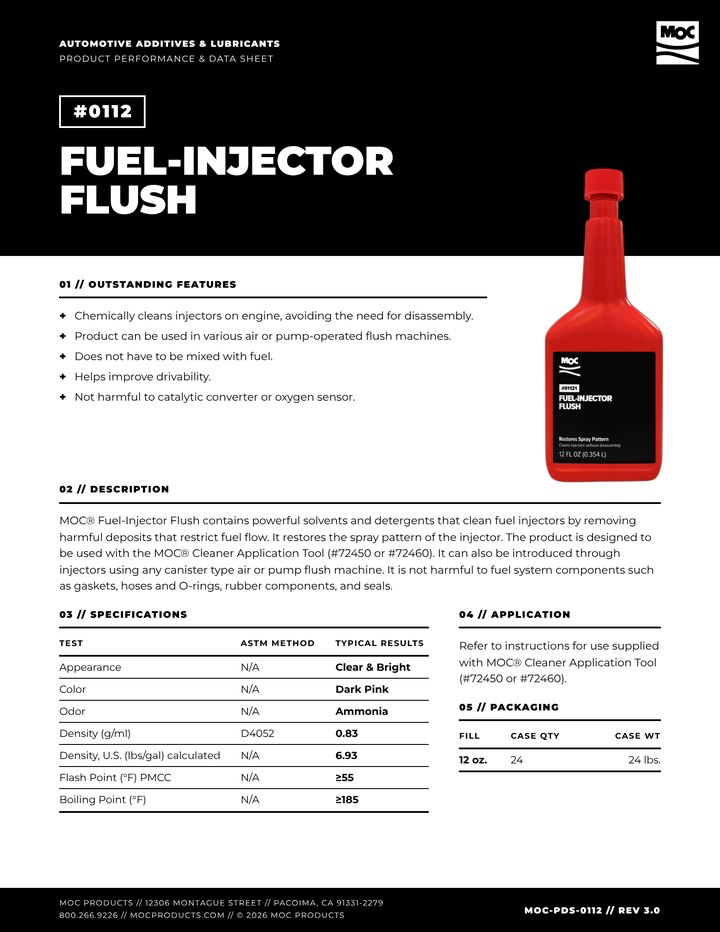 AUTOMOTIVE ADDITIVES & LUBRICANTS
PRODUCT PERFORMANCE & DATA SHEET
MOC
#0112
FUEL-INJECTOR
FLUSH
01 // OUTSTANDING FEATURES
+ Chemically cleans injectors on engine, avoiding the need for disassembly.
+ Product can be used in various air or pump-operated flush machines.
+ Does not have to be mixed with fuel.
+ Helps improve drivability.
+ Not harmful to catalytic converter or oxygen sensor.
MOC
#01121
FUEL-INJECTOR
FLUSH
Restores Spray Pattern
Cleans injectors without disassembly
12 FL OZ (0.354 L)
02 // DESCRIPTION
MOC® Fuel-Injector Flush contains powerful solvents and detergents that clean fuel injectors by removing
harmful deposits that restrict fuel flow. It restores the spray pattern of the injector. The product is designed to
be used with the MOC® Cleaner Application Tool (#72450 or #72460). It can also be introduced through
injectors using any canister type air or pump flush machine. It is not harmful to fuel system components such
as gaskets, hoses and O-rings, rubber components, and seals.
03 // SPECIFICATIONS
TEST ASTM METHOD TYPICAL RESULTS
Appearance N/A Clear & Bright
Color N/A Dark Pink
Odor N/A Ammonia
Density (g/ml) D4052 0.83
Density, U.S. (lbs/gal) calculated N/A 6.93
Flash Point (°F) PMCC N/A ≥55
Boiling Point (°F) N/A ≥185
04 // APPLICATION
Refer to instructions for use supplied
with MOC® Cleaner Application Tool
(#72450 or #72460).
05 // PACKAGING
FILL CASE QTY CASE WT
12 oz. 24 24 lbs.
MOC PRODUCTS // 12306 MONTAGUE STREET // PACOIMA, CA 91331-2279
800.266.9226 // MOCPRODUCTS.COM // © 2026 MOC PRODUCTS
MOC-PDS-0112 // REV 3.0